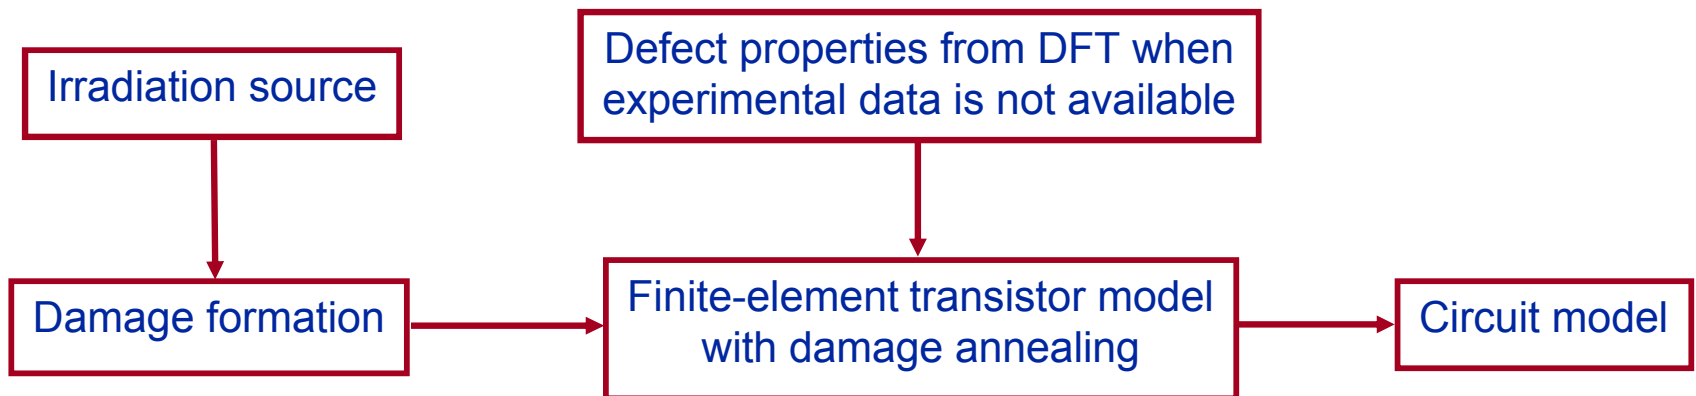 Irradiation source
Defect properties from DFT when
experimental data is not available
Damage formation
Finite-element transistor model
with damage annealing
Circuit model